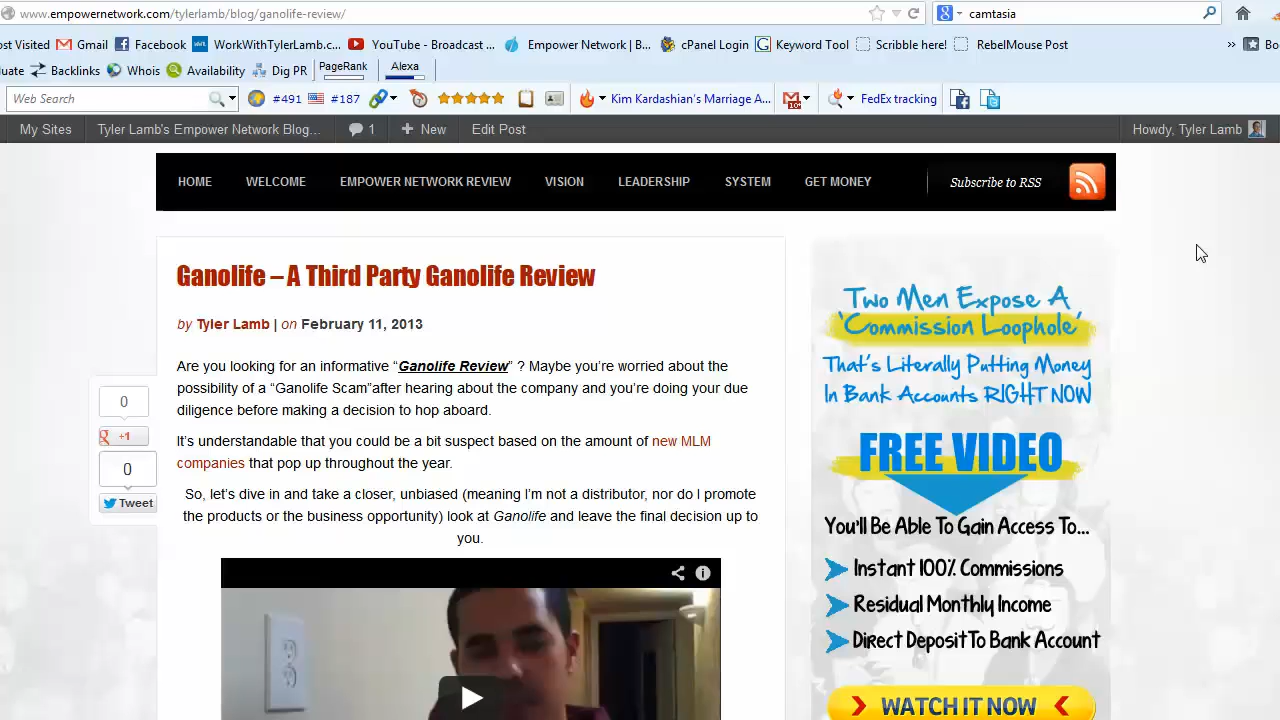 www.empowernetwork.com/tylerlamb/blog/ganolife-review/
camtasia
ost Visited Gmail Facebook WorkWithTylerLamb.c... YouTube - Broadcast ... Empower Network | B... cPanel Login Keyword Tool Scribble here! RebelMouse Post » Bo
uate Backlinks Whois Availability Dig PR PageRank Alexa
Web Search #491 #187 Kim Kardashian's Marriage A... 10+ FedEx tracking
My Sites Tyler Lamb's Empower Network Blog... 1 + New Edit Post Howdy, Tyler Lamb
HOME WELCOME EMPOWER NETWORK REVIEW VISION LEADERSHIP SYSTEM GET MONEY Subscribe to RSS
Ganolife – A Third Party Ganolife Review
by Tyler Lamb | on February 11, 2013
Are you looking for an informative “Ganolife Review” ? Maybe you’re worried about the
possibility of a “Ganolife Scam”after hearing about the company and you’re doing your due
diligence before making a decision to hop aboard.
It’s understandable that you could be a bit suspect based on the amount of new MLM
companies that pop up throughout the year.
So, let’s dive in and take a closer, unbiased (meaning I’m not a distributor, nor do I promote
the products or the business opportunity) look at Ganolife and leave the final decision up to
you.
0
+1
0
Tweet
Two Men Expose A
'Commission Loophole'
That's Literally Putting Money
In Bank Accounts RIGHT NOW
FREE VIDEO
You'll Be Able To Gain Access To...
Instant 100% Commissions
Residual Monthly Income
Direct Deposit To Bank Account
WATCH IT NOW